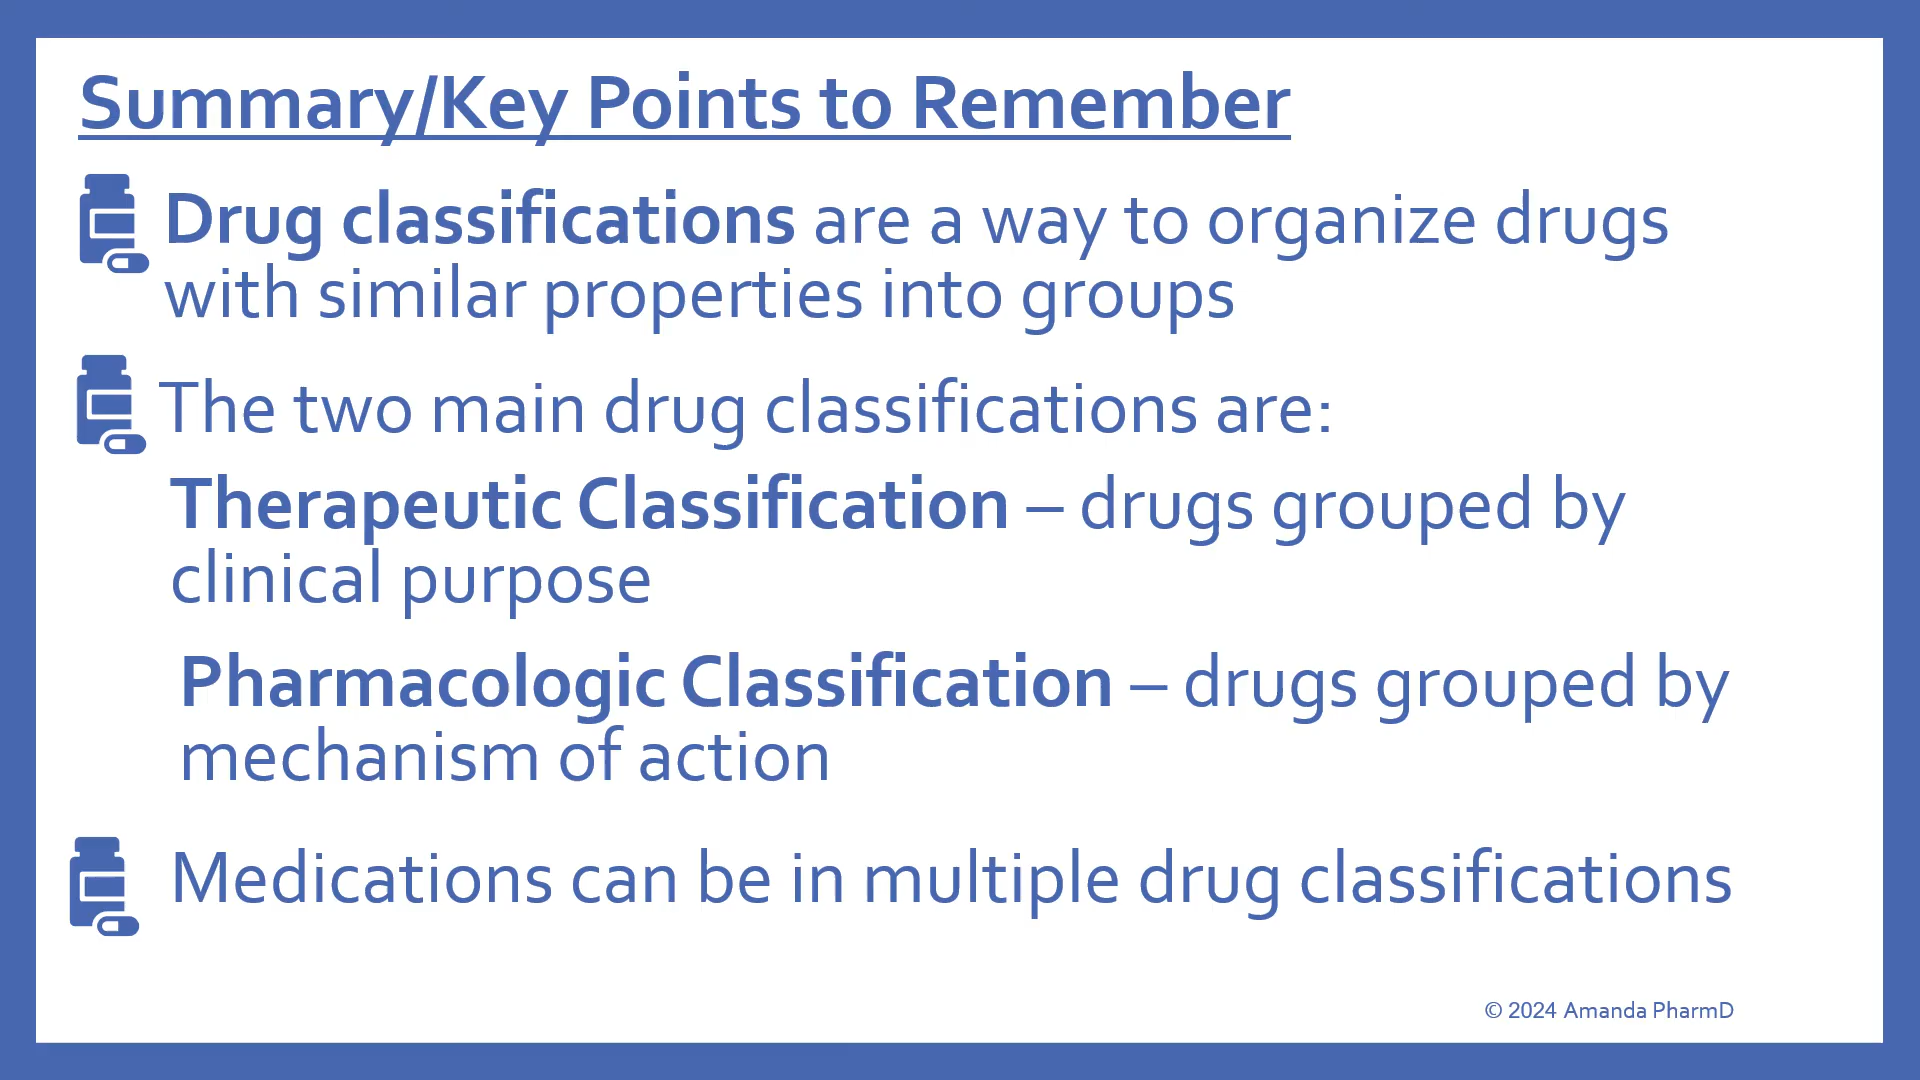 Summary/Key Points to Remember
Drug classifications are a way to organize drugs
with similar properties into groups
The two main drug classifications are:
Therapeutic Classification – drugs grouped by
clinical purpose
Pharmacologic Classification – drugs grouped by
mechanism of action
Medications can be in multiple drug classifications
© 2024 Amanda PharmD